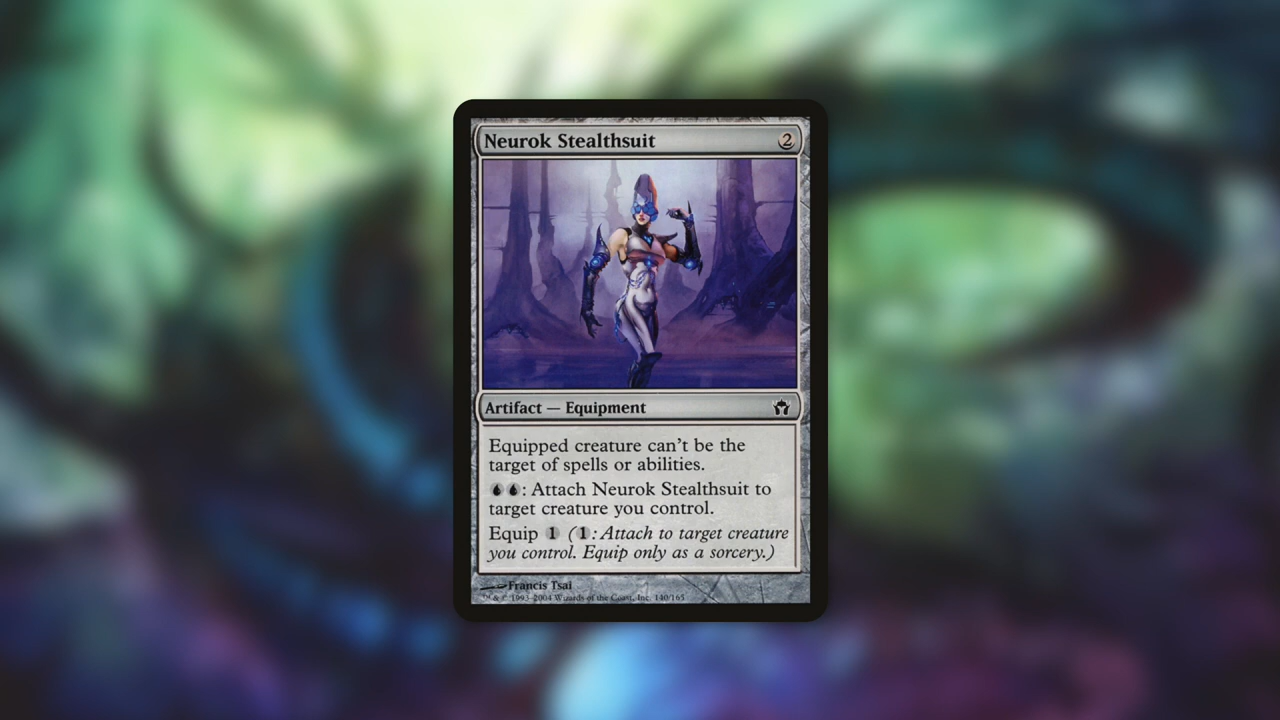 Neurok Stealthsuit 2
Artifact — Equipment
Equipped creature can't be the
target of spells or abilities.
: Attach Neurok Stealthsuit to
target creature you control.
Equip 1 (1: Attach to target creature
you control. Equip only as a sorcery.)
Francis Tsai
™ & © 1993–2004 Wizards of the Coast, Inc. 140/165